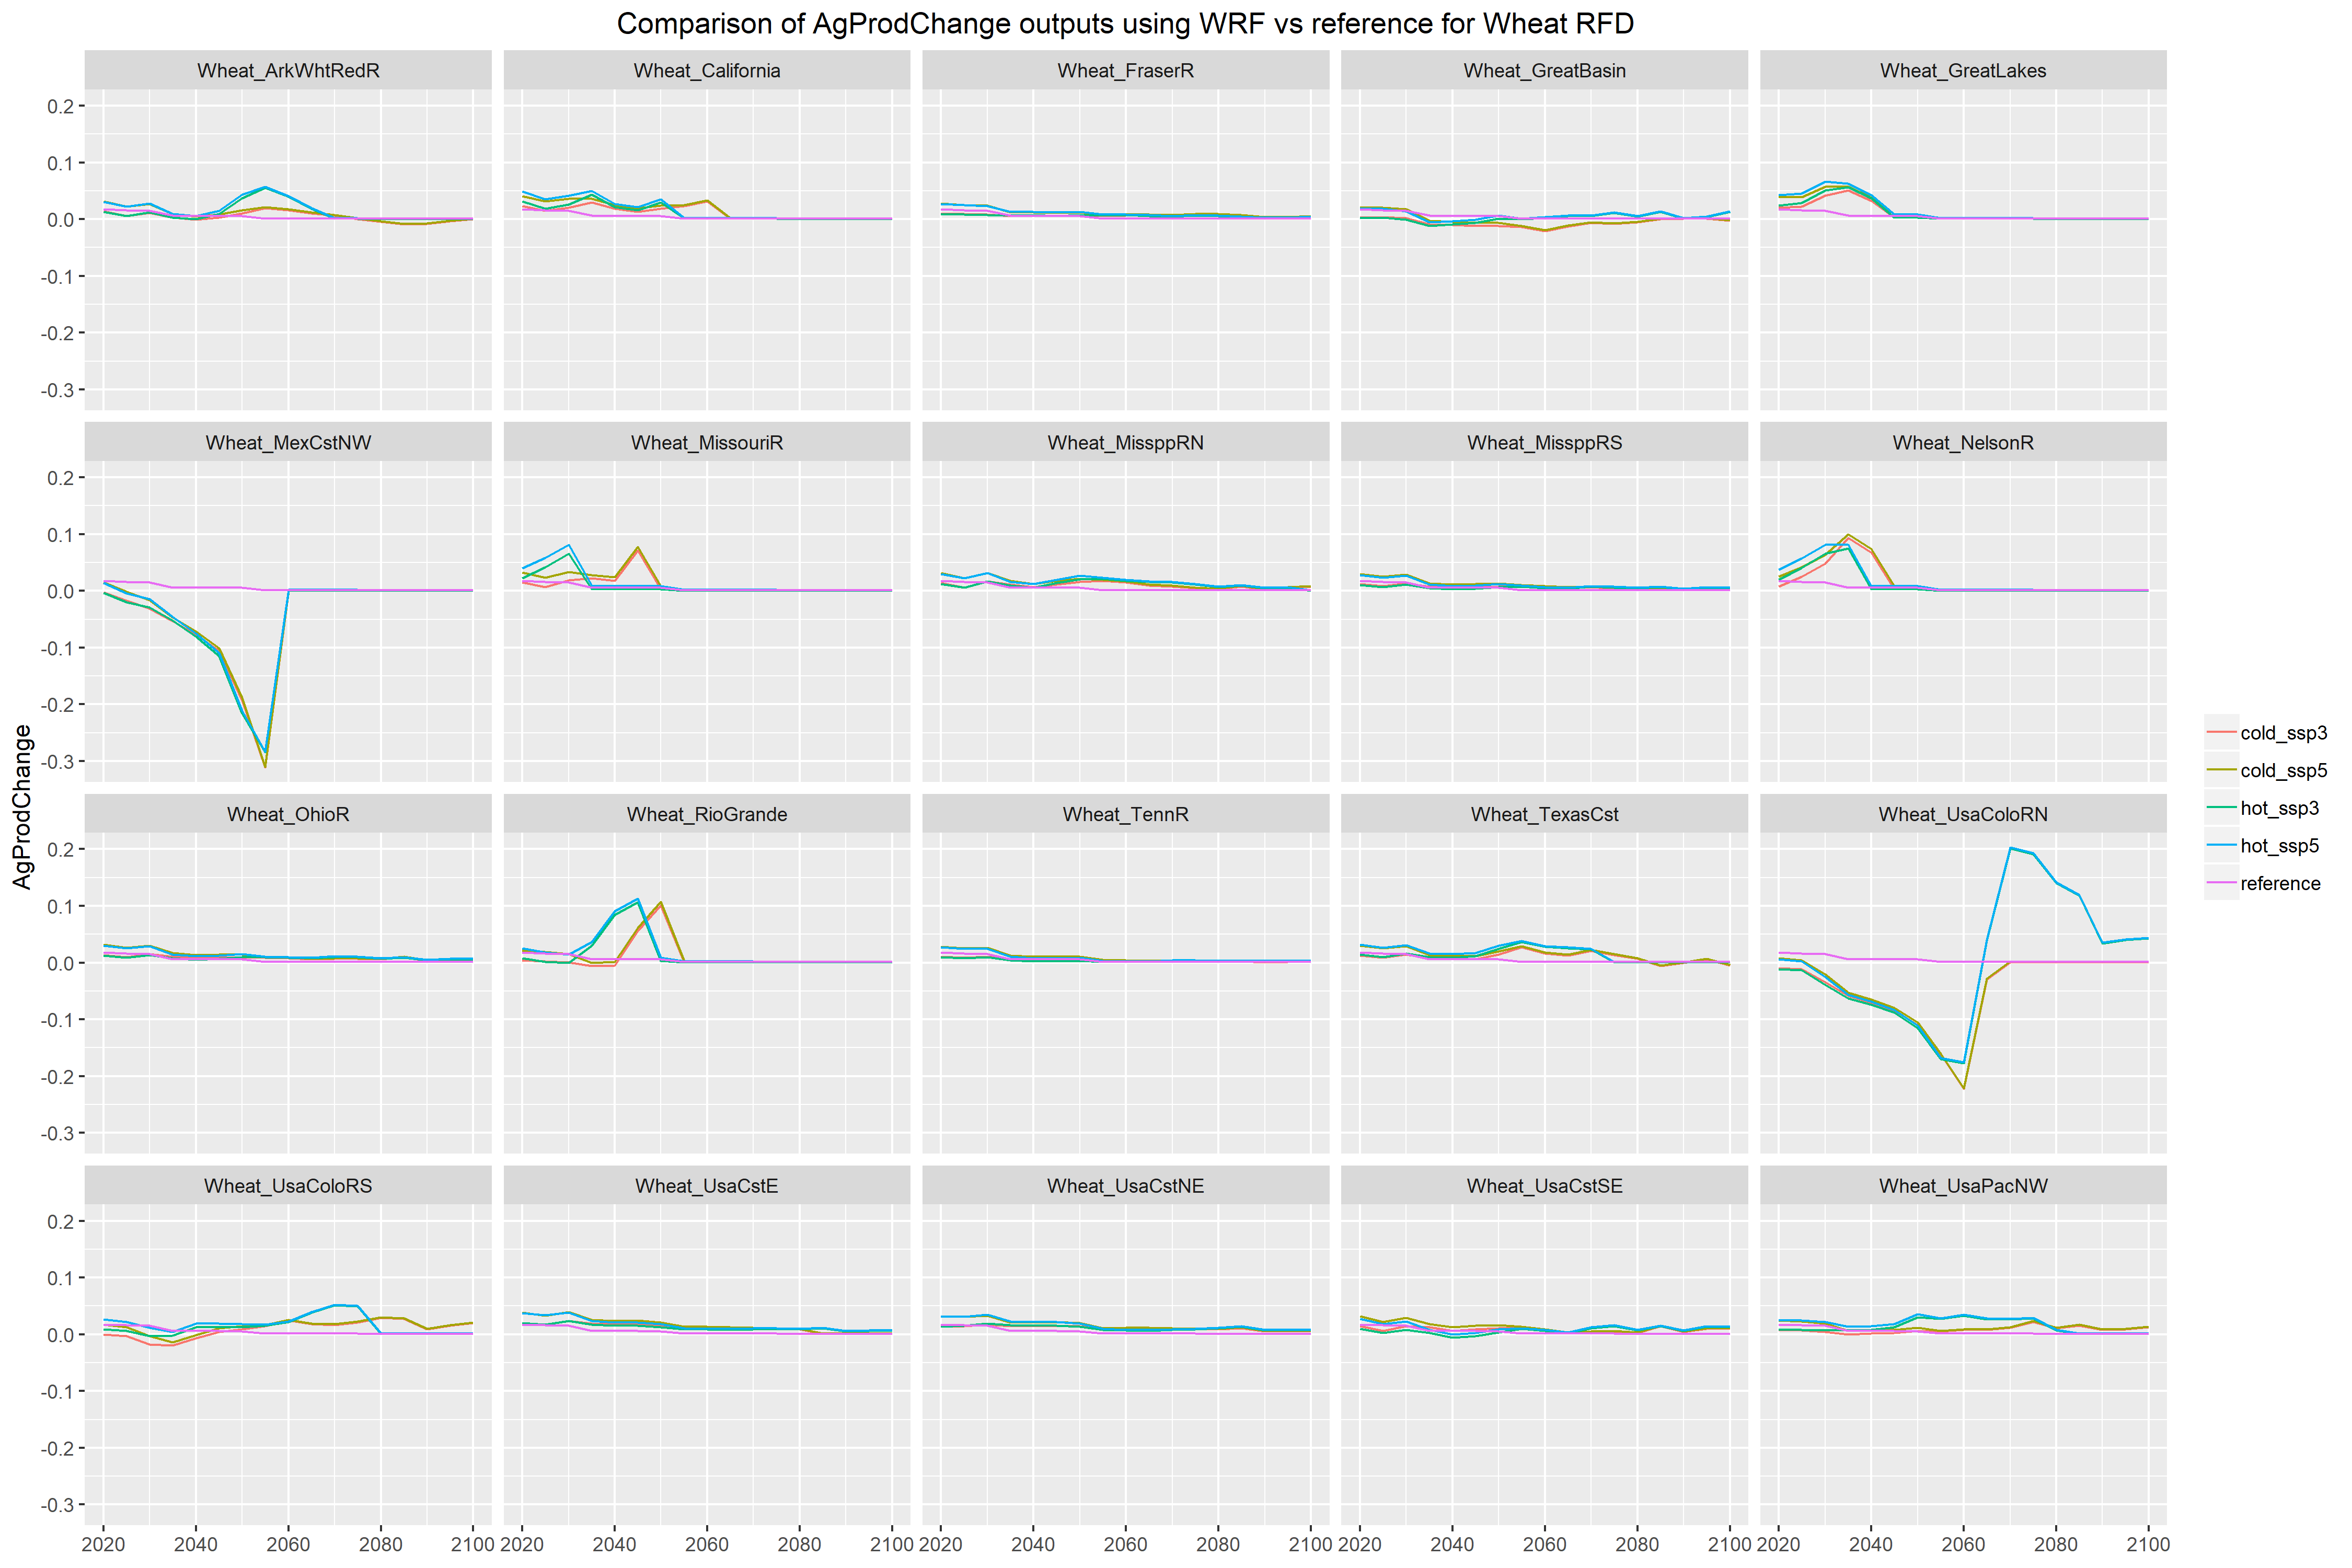 Comparison of AgProdChange outputs using WRF vs reference for Wheat RFD
Wheat_ArkWhtRedR
Wheat_California
Wheat_FraserR
Wheat_GreatBasin
Wheat_GreatLakes
0.2
0.1
0.0
-0.1
-0.2
-0.3
Wheat_MexCstNW
Wheat_MissouriR
Wheat_MissppRN
Wheat_MissppRS
Wheat_NelsonR
0.2
0.1
0.0
-0.1
-0.2
-0.3
Wheat_OhioR
Wheat_RioGrande
Wheat_TennR
Wheat_TexasCst
Wheat_UsaColoRN
0.2
0.1
0.0
-0.1
-0.2
-0.3
Wheat_UsaColoRS
Wheat_UsaCstE
Wheat_UsaCstNE
Wheat_UsaCstSE
Wheat_UsaPacNW
0.2
0.1
0.0
-0.1
-0.2
-0.3
2020 2040 2060 2080 2100
2020 2040 2060 2080 2100
2020 2040 2060 2080 2100
2020 2040 2060 2080 2100
2020 2040 2060 2080 2100
AgProdChange
cold_ssp3
cold_ssp5
hot_ssp3
hot_ssp5
reference